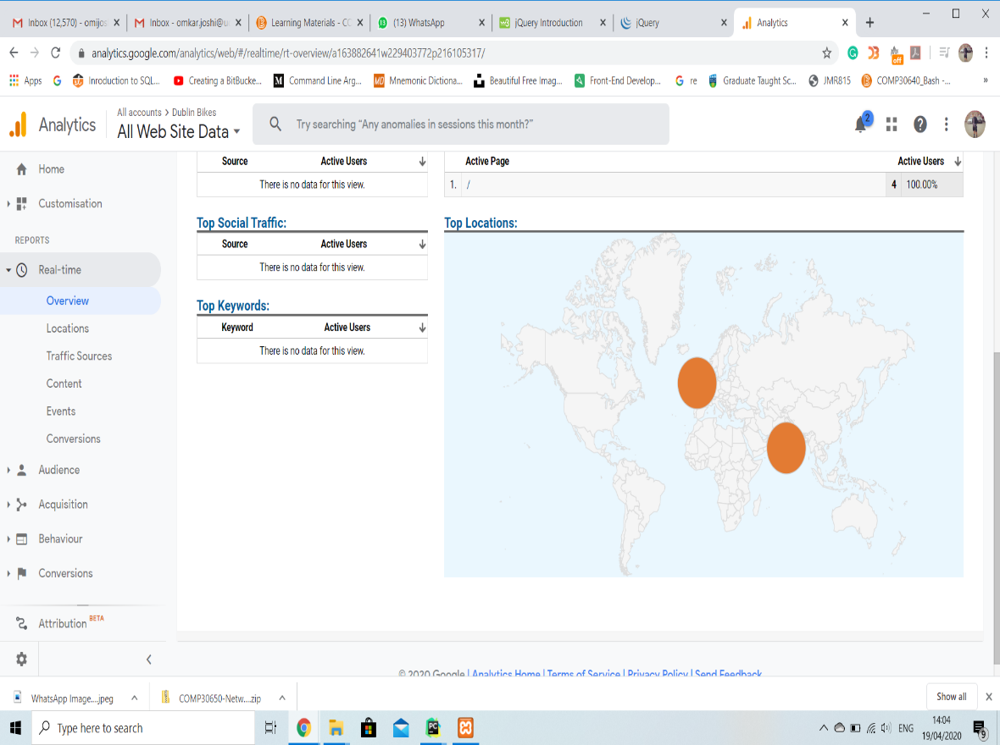 Inbox (12,570) - omijos
Inbox - omkar.joshi@u
Learning Materials - CC
(13) WhatsApp
jQuery Introduction
jQuery
Analytics
analytics.google.com/analytics/web/#/realtime/rt-overview/a163882641w229403772p216105317/
off
Apps
Inroduction to SQL...
Creating a BitBucke...
Command Line Arg...
Mnemonic Dictiona...
Beautiful Free Imag...
Front-End Develop...
re
Graduate Taught Sc...
JMR815
COMP30640_Bash -...
»
Analytics
All accounts > Dublin Bikes
All Web Site Data
Try searching “Any anomalies in sessions this month?”
2
Home
Customisation
REPORTS
Real-time
Overview
Locations
Traffic Sources
Content
Events
Conversions
Audience
Acquisition
Behaviour
Conversions
Attribution BETA
Source Active Users
There is no data for this view.
Top Social Traffic:
Source Active Users
There is no data for this view.
Top Keywords:
Keyword Active Users
There is no data for this view.
Active Page Active Users
1. / 4 100.00%
Top Locations:
© 2020 Google | Analytics Home | Terms of Service | Privacy Policy | Send Feedback
WhatsApp Image....jpeg
COMP30650-Netw....zip
Show all
Type here to search
ENG
14:04
19/04/2020
9